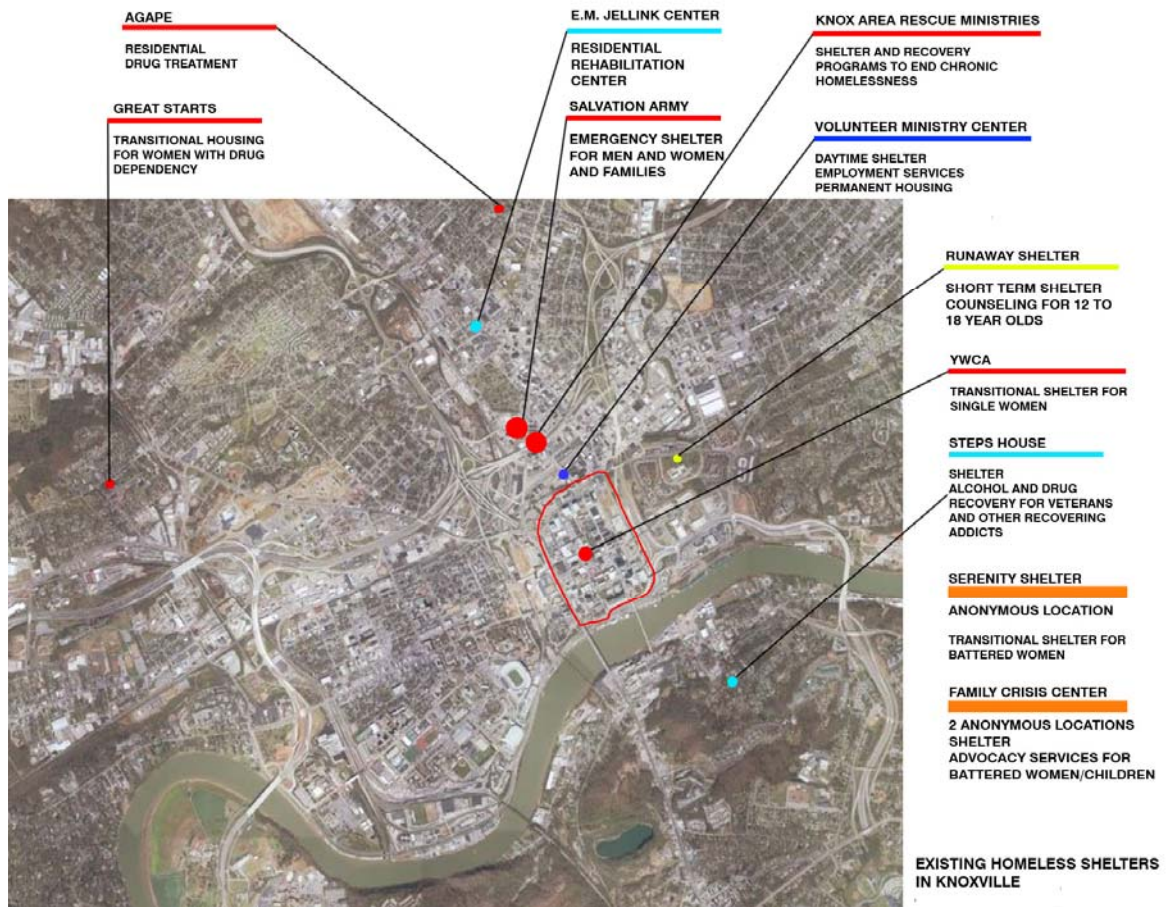 AGAPE
RESIDENTIAL
DRUG TREATMENT
GREAT STARTS
TRANSITIONAL HOUSING
FOR WOMEN WITH DRUG
DEPENDENCY
E.M. JELLINK CENTER
RESIDENTIAL
REHABILITATION
CENTER
SALVATION ARMY
EMERGENCY SHELTER
FOR MEN AND WOMEN
AND FAMILIES
KNOX AREA RESCUE MINISTRIES
SHELTER AND RECOVERY
PROGRAMS TO END CHRONIC
HOMELESSNESS
VOLUNTEER MINISTRY CENTER
DAYTIME SHELTER
EMPLOYMENT SERVICES
PERMANENT HOUSING
RUNAWAY SHELTER
SHORT TERM SHELTER
COUNSELING FOR 12 TO
18 YEAR OLDS
YWCA
TRANSITIONAL SHELTER FOR
SINGLE WOMEN
STEPS HOUSE
SHELTER
ALCOHOL AND DRUG
RECOVERY FOR VETERANS
AND OTHER RECOVERING
ADDICTS
SERENITY SHELTER
ANONYMOUS LOCATION
TRANSITIONAL SHELTER FOR
BATTERED WOMEN
FAMILY CRISIS CENTER
2 ANONYMOUS LOCATIONS
SHELTER
ADVOCACY SERVICES FOR
BATTERED WOMEN/CHILDREN
EXISTING HOMELESS SHELTERS
IN KNOXVILLE